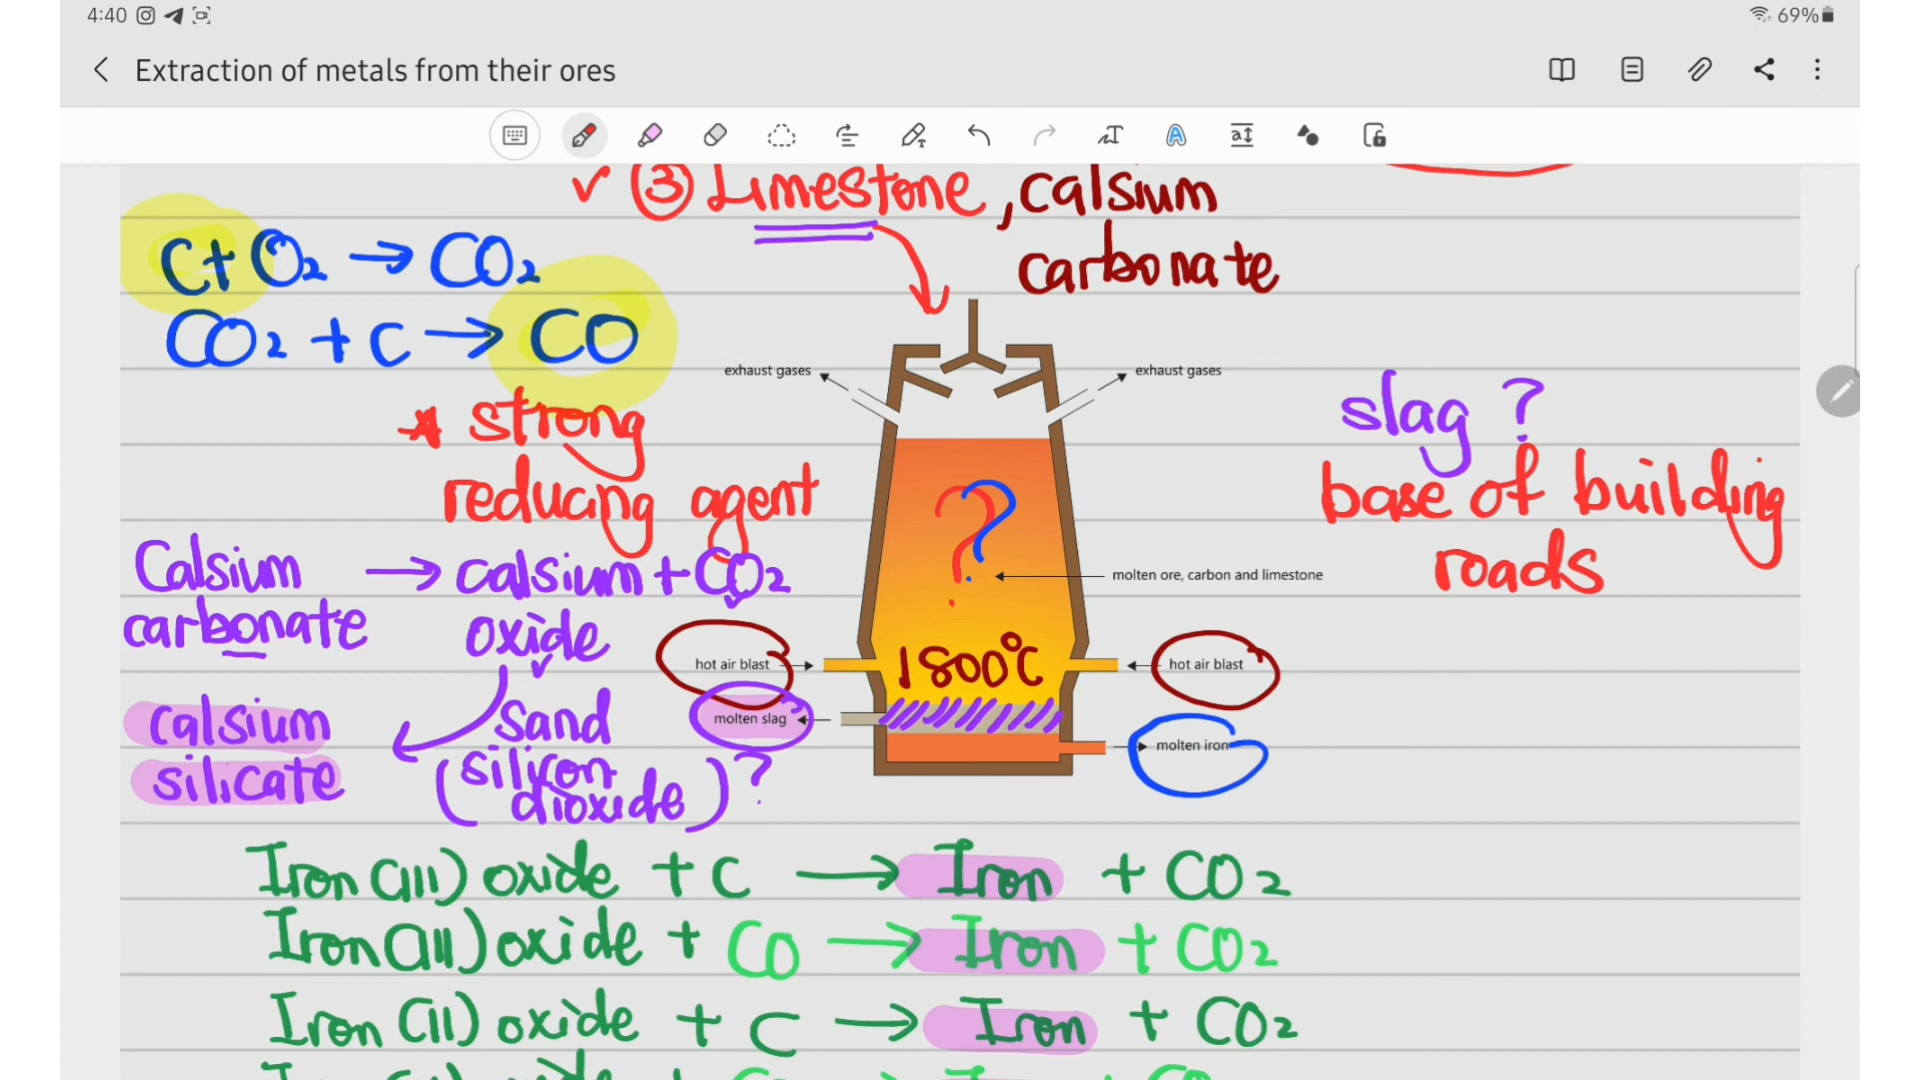 4:40
69%
Extraction of metals from their ores
③ Limestone, calsium
carbonate
C + O2 → CO2
CO2 + C → CO
exhaust gases
exhaust gases
* strong
reducing agent
slag ?
base of building
roads
?
molten ore, carbon and limestone
Calsium → calsium + CO2
carbonate oxide
hot air blast
1800°C
hot air blast
molten slag
molten iron
calsium
silicate
Sand
(silicon
dioxide) ?
Iron (III) oxide + C → Iron + CO2
Iron (III) oxide + CO → Iron + CO2
Iron (II) oxide + C → Iron + CO2